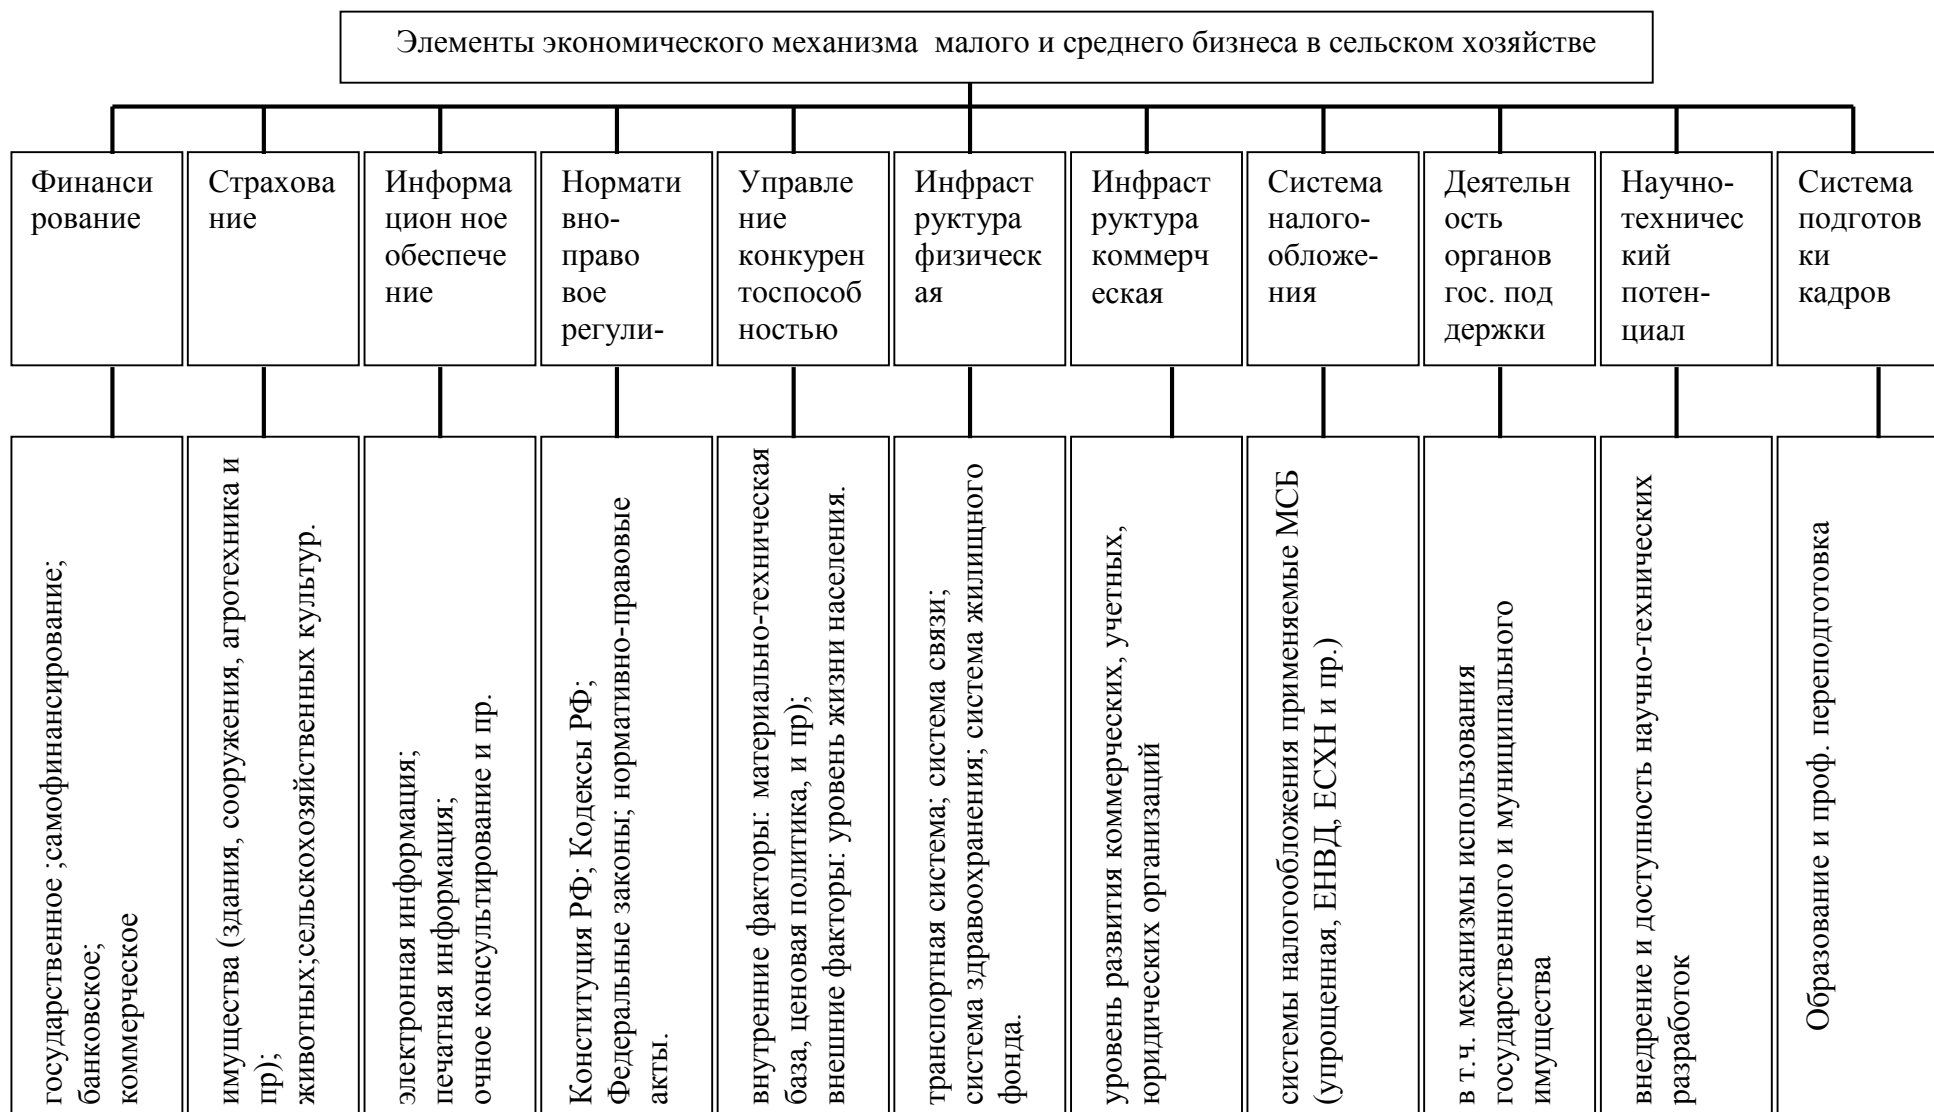 Элементы экономического механизма малого и среднего бизнеса в сельском хозяйстве
Финанси
рование
Страхова
ние
Информа
цион ное
обеспече
ние
Нормати
вно-
право
вое
регули-
Управле
ние
конкурен
тоспособ
ностью
Инфраст
руктура
физическ
ая
Инфраст
руктура
коммерч
еская
Система
налого-
обложе-
ния
Деятельн
ость
органов
гос. под
держки
Научно-
техничес
кий
потен-
циал
Система
подготов
ки
кадров
государственное ;самофинансирование;
банковское;
коммерческое
имущества (здания, сооружения, агротехника и
пр);
животных;сельскохозяйственных культур.
электронная информация;
печатная информация;
очное консультирование и пр.
Конституция РФ; Кодексы РФ;
Федеральные законы; нормативно-правовые
акты.
внутренние факторы: материально-техническая
база, ценовая политика, и пр);
внешние факторы: уровень жизни населения.
транспортная система; система связи;
система здравоохранения; система жилищного
фонда.
уровень развития коммерческих, учетных,
юридических организаций
системы налогообложения применяемые МСБ
(упрощенная, ЕНВД, ЕСХН и пр.)
в т.ч. механизмы использования
государственного и муниципального
имущества
внедрение и доступность научно-технических
разработок
Образование и проф. переподготовка